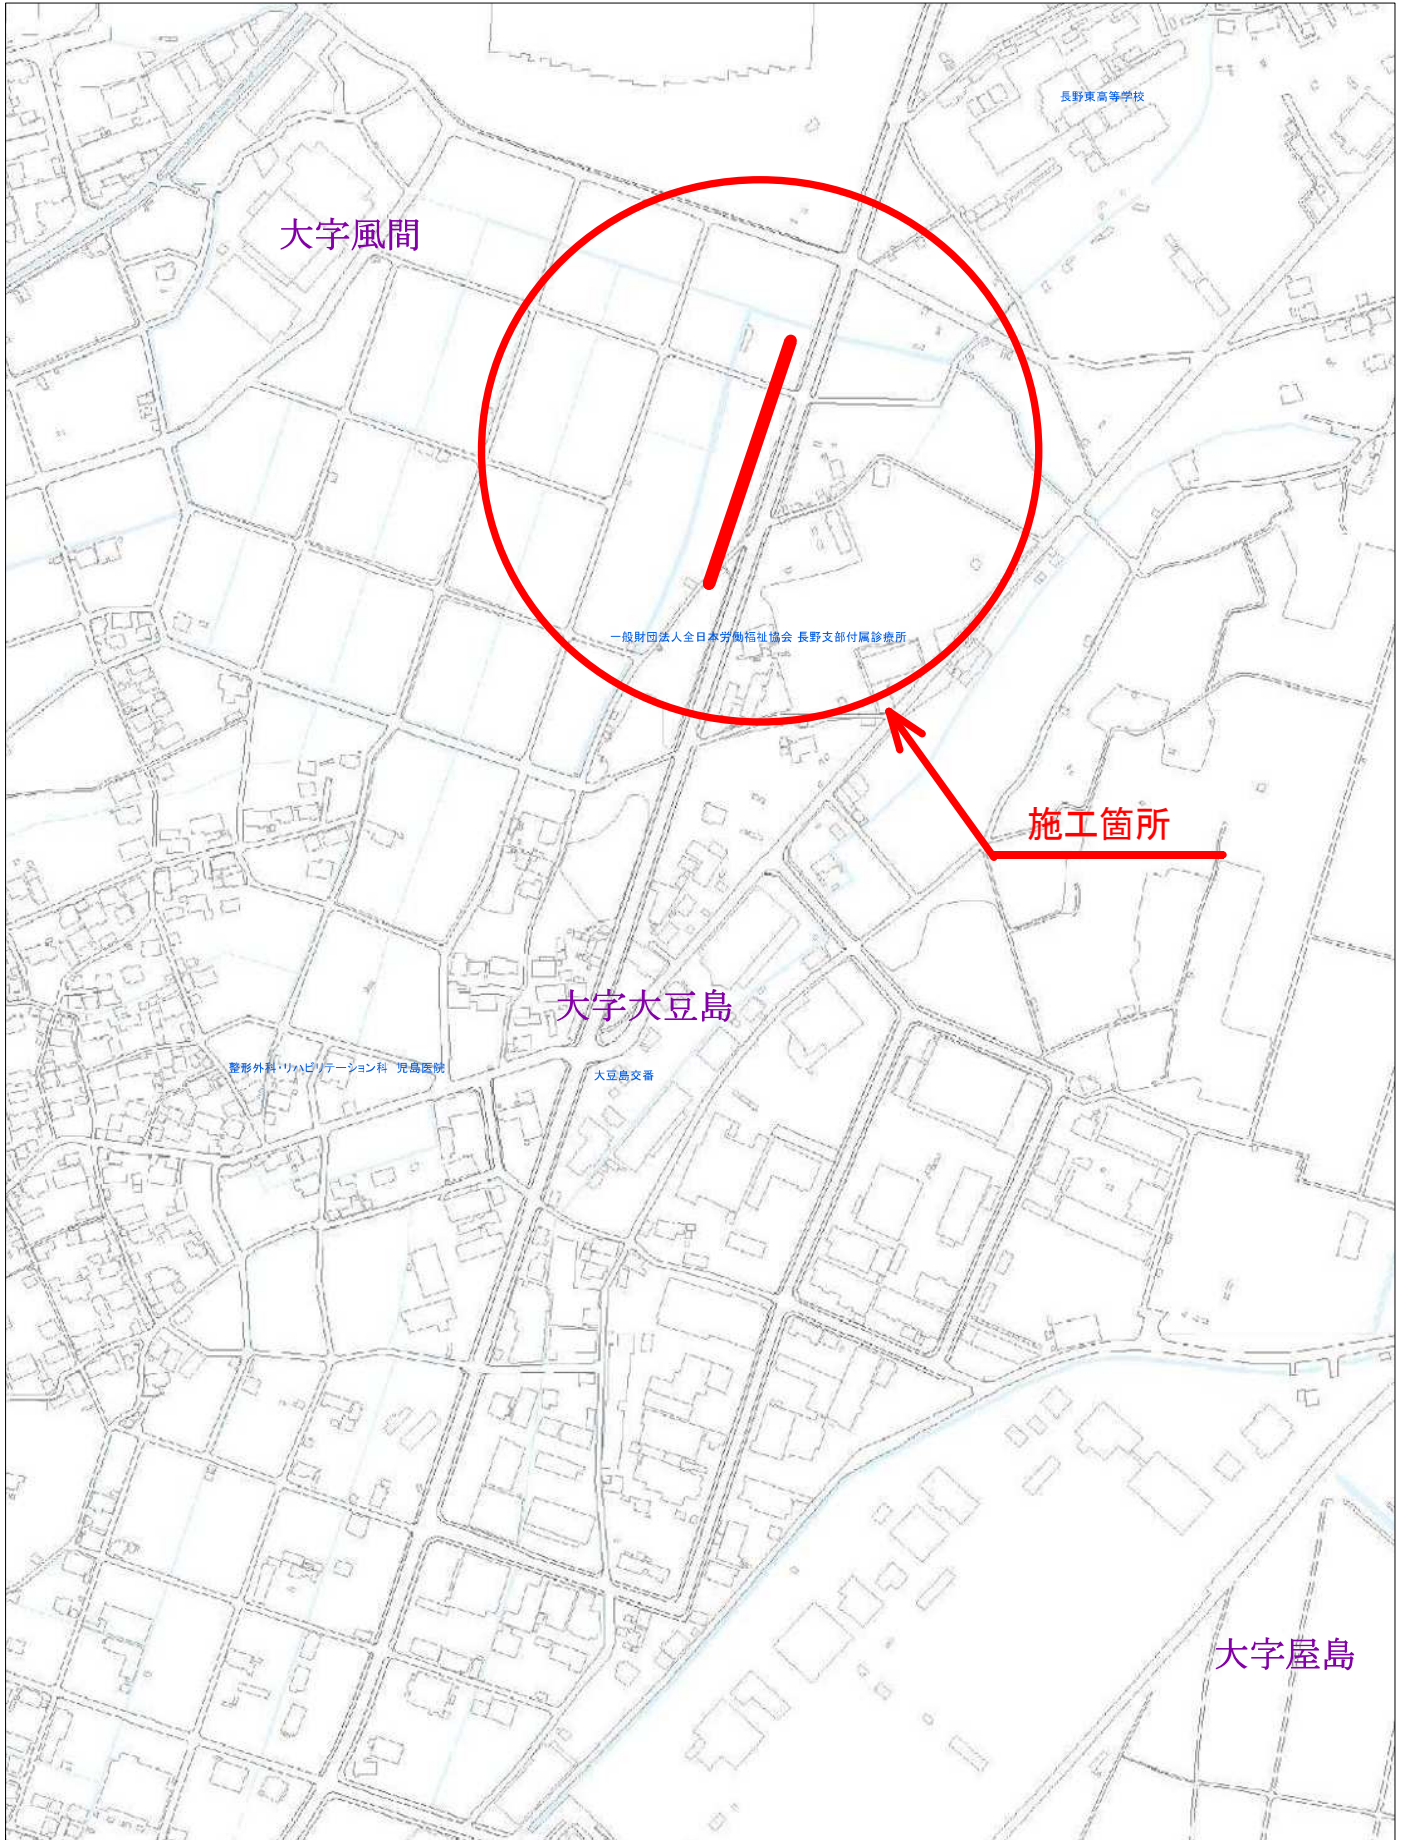 長野東高等学校
大字風間
一般財団法人全日本労働福祉協会 長野支部付属診療所
施工箇所
大字大豆島
整形外科・リハビリテーション科 児島医院
大豆島交番
大字屋島